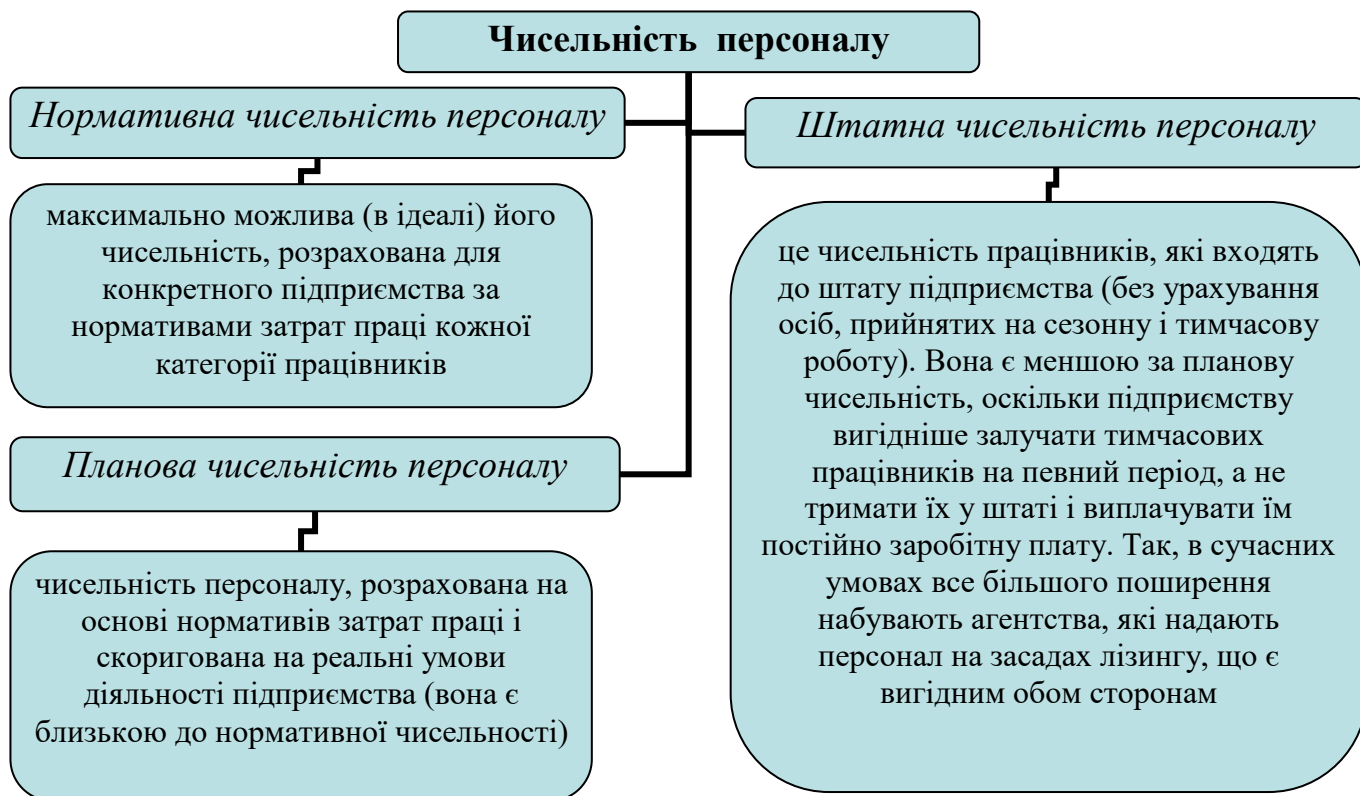 Чисельність персоналу
Нормативна чисельність персоналу
максимально можлива (в ідеалі) його
чисельність, розрахована для
конкретного підприємства за
нормативами затрат праці кожної
категорії працівників
Планова чисельність персоналу
чисельність персоналу, розрахована на
основі нормативів затрат праці і
скоригована на реальні умови
діяльності підприємства (вона є
близькою до нормативної чисельності)
Штатна чисельність персоналу
це чисельність працівників, які входять
до штату підприємства (без урахування
осіб, прийнятих на сезонну і тимчасову
роботу). Вона є меншою за планову
чисельність, оскільки підприємству
вигідніше залучати тимчасових
працівників на певний період, а не
тримати їх у штаті і виплачувати їм
постійно заробітну плату. Так, в сучасних
умовах все більшого поширення
набувають агентства, які надають
персонал на засадах лізингу, що є
вигідним обом сторонам